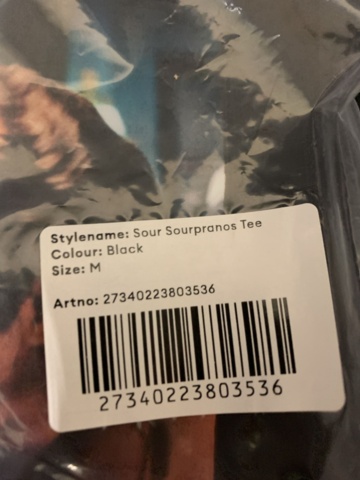 Stylename: Sour Sourpranos Tee
Colour: Black
Size: M
Artno: 27340223803536
27340223803536